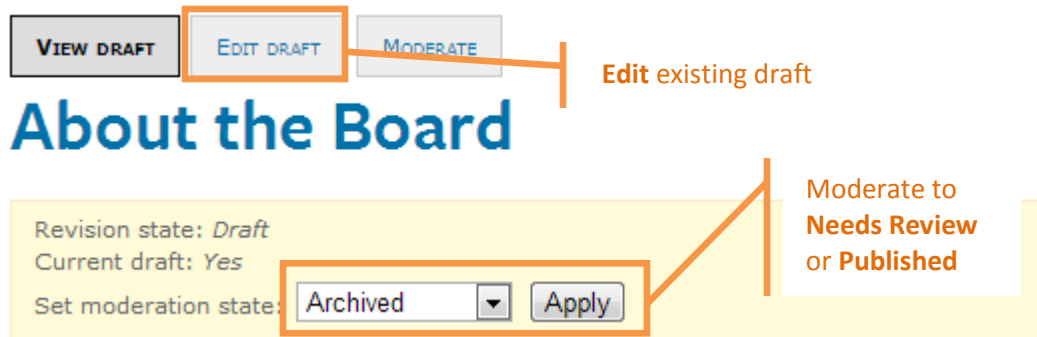 VIEW DRAFT
EDIT DRAFT
MODERATE
Edit existing draft
About the Board
Moderate to
Needs Review
or Published
Revision state: Draft
Current draft: Yes
Set moderation state: Archived Apply